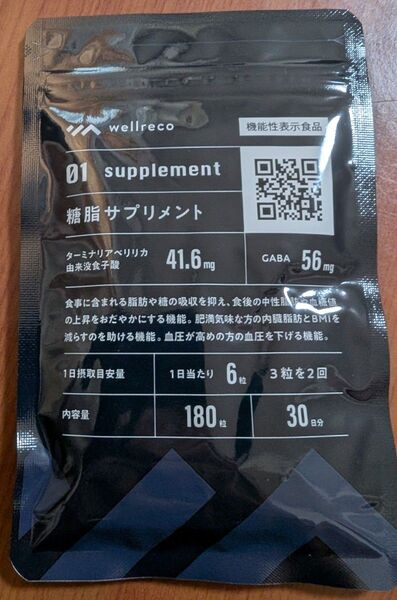 wellreco
機能性表示食品
01 supplement
糖脂サプリメント
ターミナリアベリリカ
由来没食子酸
41.6mg
GABA 56mg
食事に含まれる脂肪や糖の吸収を抑え、食後の中性脂肪や血糖値
の上昇をおだやかにする機能。肥満気味な方の内臓脂肪とBMIを
減らすのを助ける機能。血圧が高めの方の血圧を下げる機能。
1日摂取目安量 1日当たり 6粒 3粒を2回
内容量 180粒 30日分